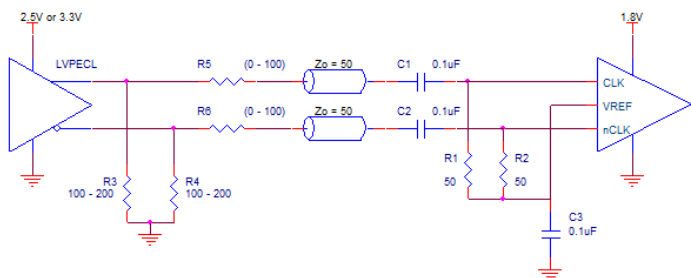 2.5V or 3.3V
1.8V
LVPECL
R5 (0 - 100) Zo = 50 C1 0.1uF
CLK
VREF
R6 (0 - 100) Zo = 50 C2 0.1uF
nCLK
R1
50
R2
50
R3
100 - 200
R4
100 - 200
C3
0.1uF